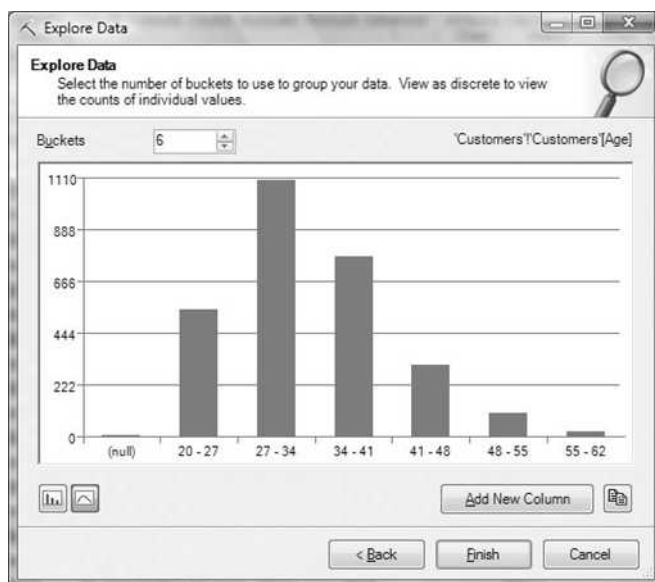 Explore Data
Explore Data
Select the number of buckets to use to group your data. View as discrete to view
the counts of individual values.
Buckets 6 'Customers'!'Customers'[Age]
1110
888
666
444
222
0
(null) 20 - 27 27 - 34 34 - 41 41 - 48 48 - 55 55 - 62
Add New Column
< Back Finish Cancel